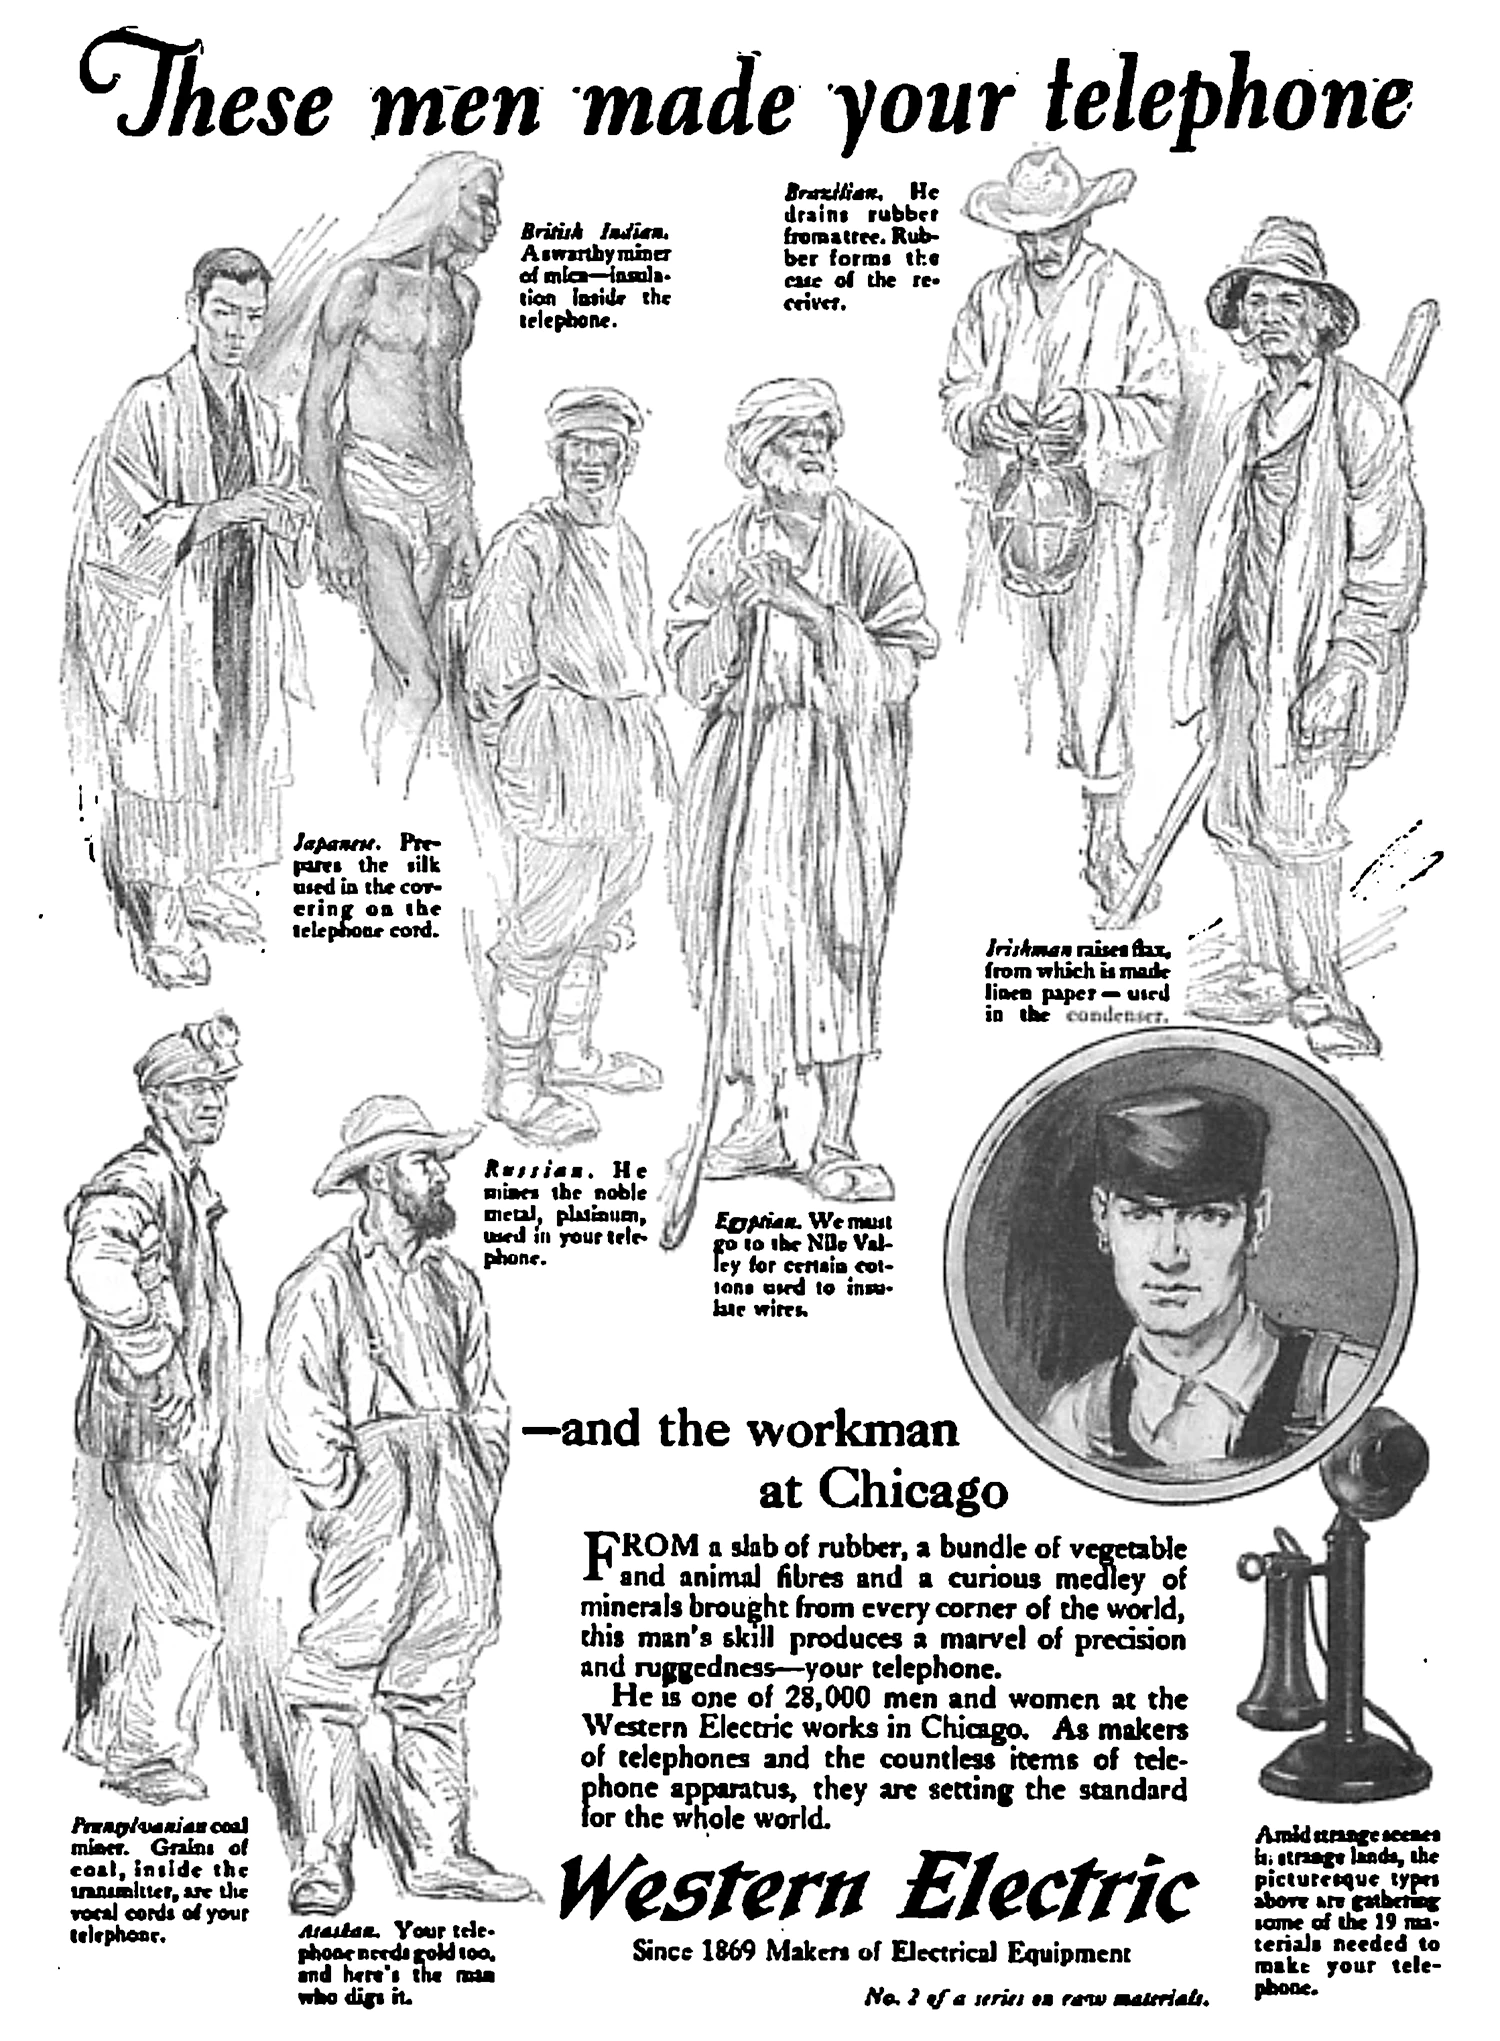 These men made your telephone
British Indian.
A swarthy miner
of mica—insula-
tion inside the
telephone.
Brazilian. He
drains rubber
from a tree. Rub-
ber forms the
case of the re-
ceiver.
Japanese. Pre-
pares the silk
used in the cov-
ering on the
telephone cord.
Irishman raises flax,
from which is made
linen paper — used
in the condenser.
Russian. He
mines the noble
metal, platinum,
used in your tele-
phone.
Egyptian. We must
go to the Nile Val-
ley for certain cot-
tons used to insu-
late wires.
—and the workman
at Chicago
FROM a slab of rubber, a bundle of vegetable
and animal fibres and a curious medley of
minerals brought from every corner of the world,
this man's skill produces a marvel of precision
and ruggedness—your telephone.
He is one of 28,000 men and women at the
Western Electric works in Chicago. As makers
of telephones and the countless items of tele-
phone apparatus, they are setting the standard
for the whole world.
Pennsylvanian coal
miner. Grains of
coal, inside the
transmitter, are the
vocal cords of your
telephone.
Alaskan. Your tele-
phone needs gold too,
and here's the man
who digs it.
Western Electric
Since 1869 Makers of Electrical Equipment
No. 2 of a series on raw materials.
Amid strange scenes
in strange lands, the
picturesque types
above are gathering
some of the 19 ma-
terials needed to
make your tele-
phone.